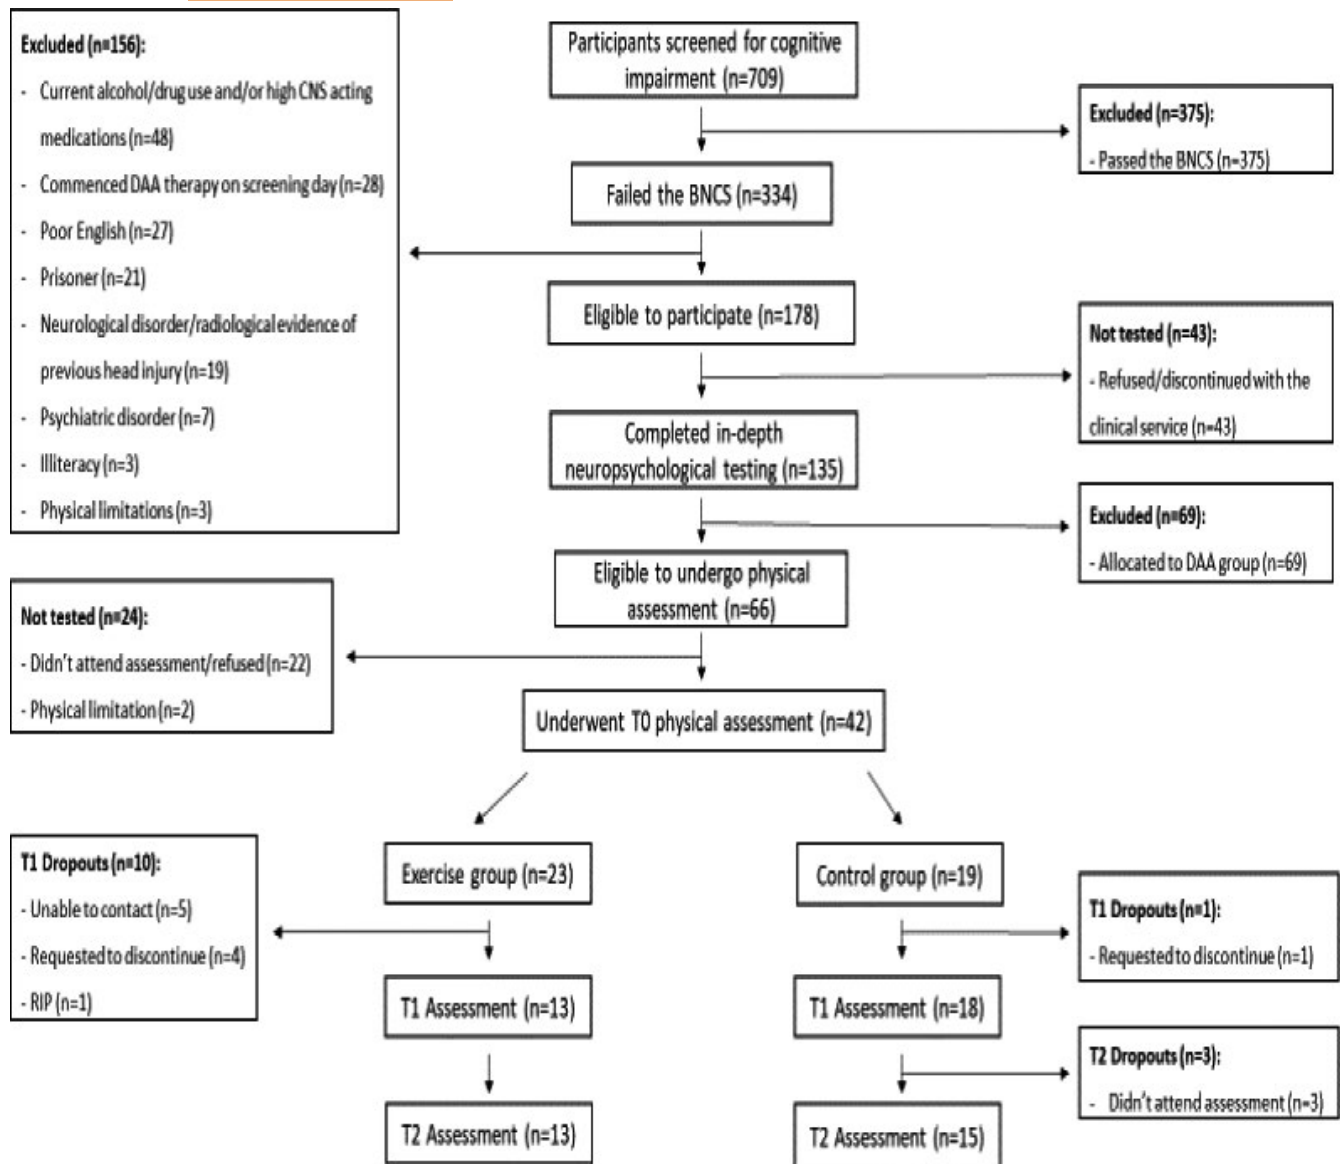 Participants screened for cognitive
impairment (n=709)
Excluded (n=375):
- Passed the BNCS (n=375)
Failed the BNCS (n=334)
Excluded (n=156):
- Current alcohol/drug use and/or high CNS acting
medications (n=48)
- Commenced DAA therapy on screening day (n=28)
- Poor English (n=27)
- Prisoner (n=21)
- Neurological disorder/radiological evidence of
previous head injury (n=19)
- Psychiatric disorder (n=7)
- Illiteracy (n=3)
- Physical limitations (n=3)
Eligible to participate (n=178)
Not tested (n=43):
- Refused/discontinued with the
clinical service (n=43)
Completed in-depth
neuropsychological testing (n=135)
Excluded (n=69):
- Allocated to DAA group (n=69)
Eligible to undergo physical
assessment (n=66)
Not tested (n=24):
- Didn't attend assessment/refused (n=22)
- Physical limitation (n=2)
Underwent T0 physical assessment (n=42)
Exercise group (n=23)
Control group (n=19)
T1 Dropouts (n=10):
- Unable to contact (n=5)
- Requested to discontinue (n=4)
- RIP (n=1)
T1 Dropouts (n=1):
- Requested to discontinue (n=1)
T1 Assessment (n=13)
T1 Assessment (n=18)
T2 Dropouts (n=3):
- Didn't attend assessment (n=3)
T2 Assessment (n=13)
T2 Assessment (n=15)